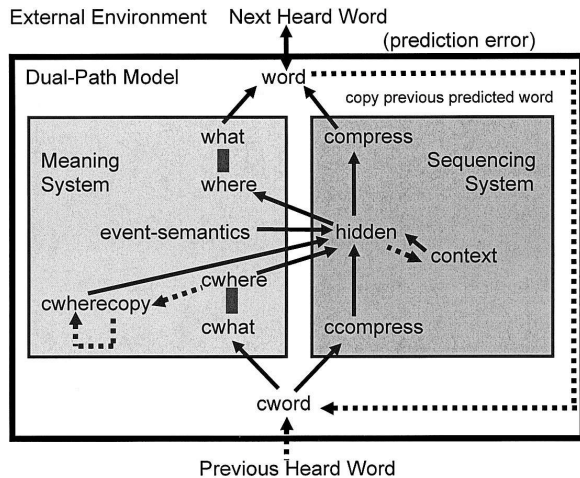 External Environment
Next Heard Word
(prediction error)
Dual-Path Model
word
copy previous predicted word
what
compress
Meaning
System
Sequencing
System
where
event-semantics
hidden
context
cwhere
cwherecopy
cwhat
ccompress
cword
Previous Heard Word